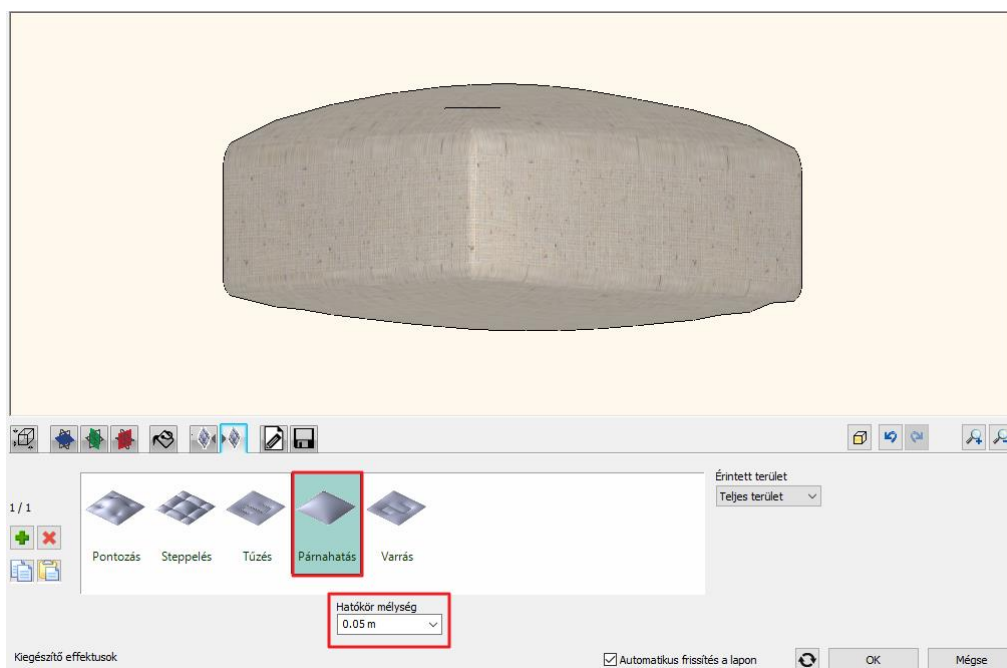 Érintett terület
Teljes terület
1 / 1
Pontozás Steppelés Tűzés Párnahatás Varrás
Hatókör mélység
0.05 m
Kiegészítő effektusok
Automatikus frissítés a lapon
OK
Mégse